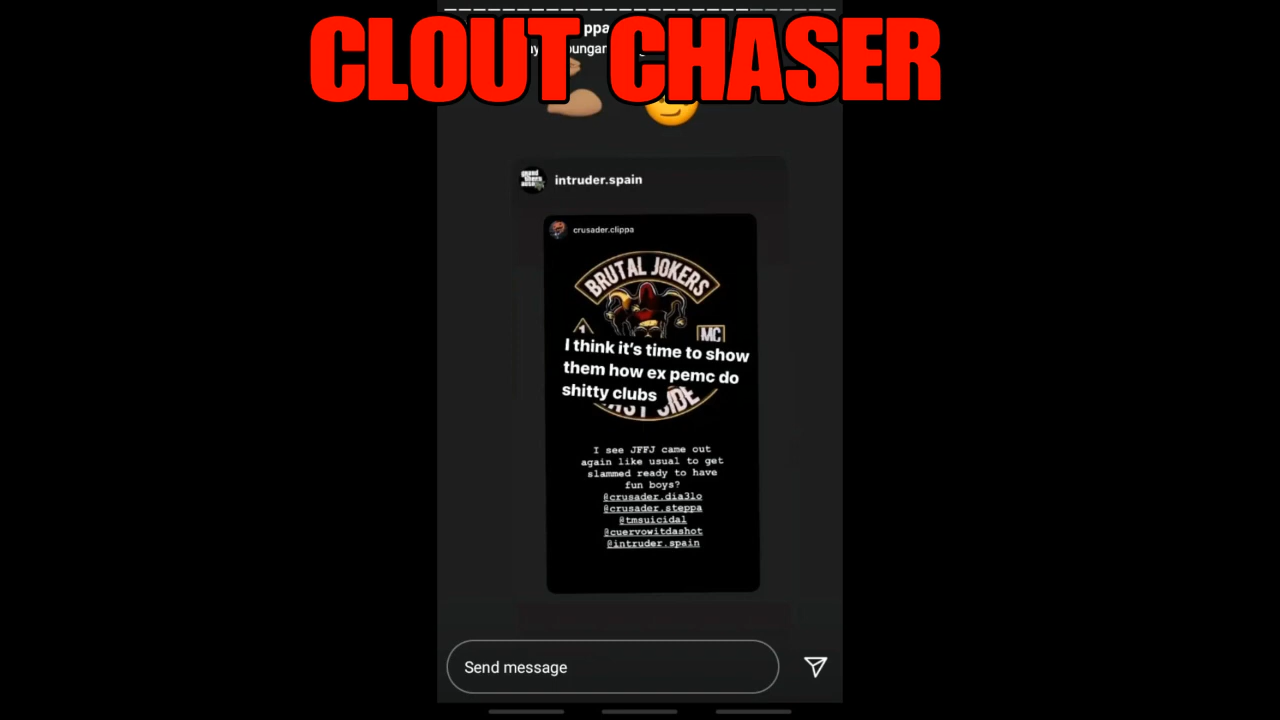 CLOUT CHASER
intruder.spain
crusader.clippa
BRUTAL JOKERS
1
MC
I think it's time to show
them how ex pemc do
shitty clubs
I see JFFJ came out
again like usual to get
slammed ready to have
fun boys?
@crusader.dia3lo
@crusader.steppa
@tmsuicidal
@cuervowitdashot
@intruder.spain
Send message